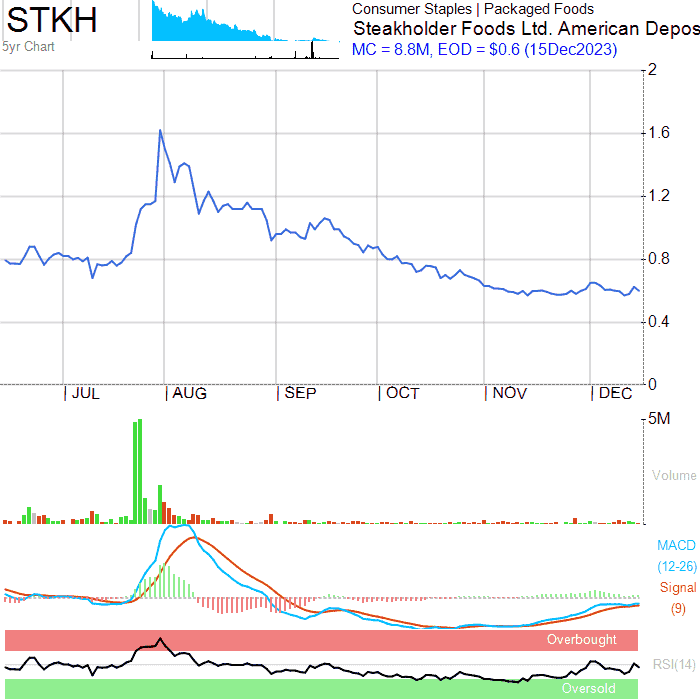 STKH
5yr Chart
Consumer Staples | Packaged Foods
Steakholder Foods Ltd. American Depos
MC = 8.8M, EOD = $0.6 (15Dec2023)
2
1.6
1.2
0.8
0.4
0
JUL AUG SEP OCT NOV DEC
5M
Volume
MACD
(12-26)
Signal
(9)
Overbought
RSI(14)
Oversold